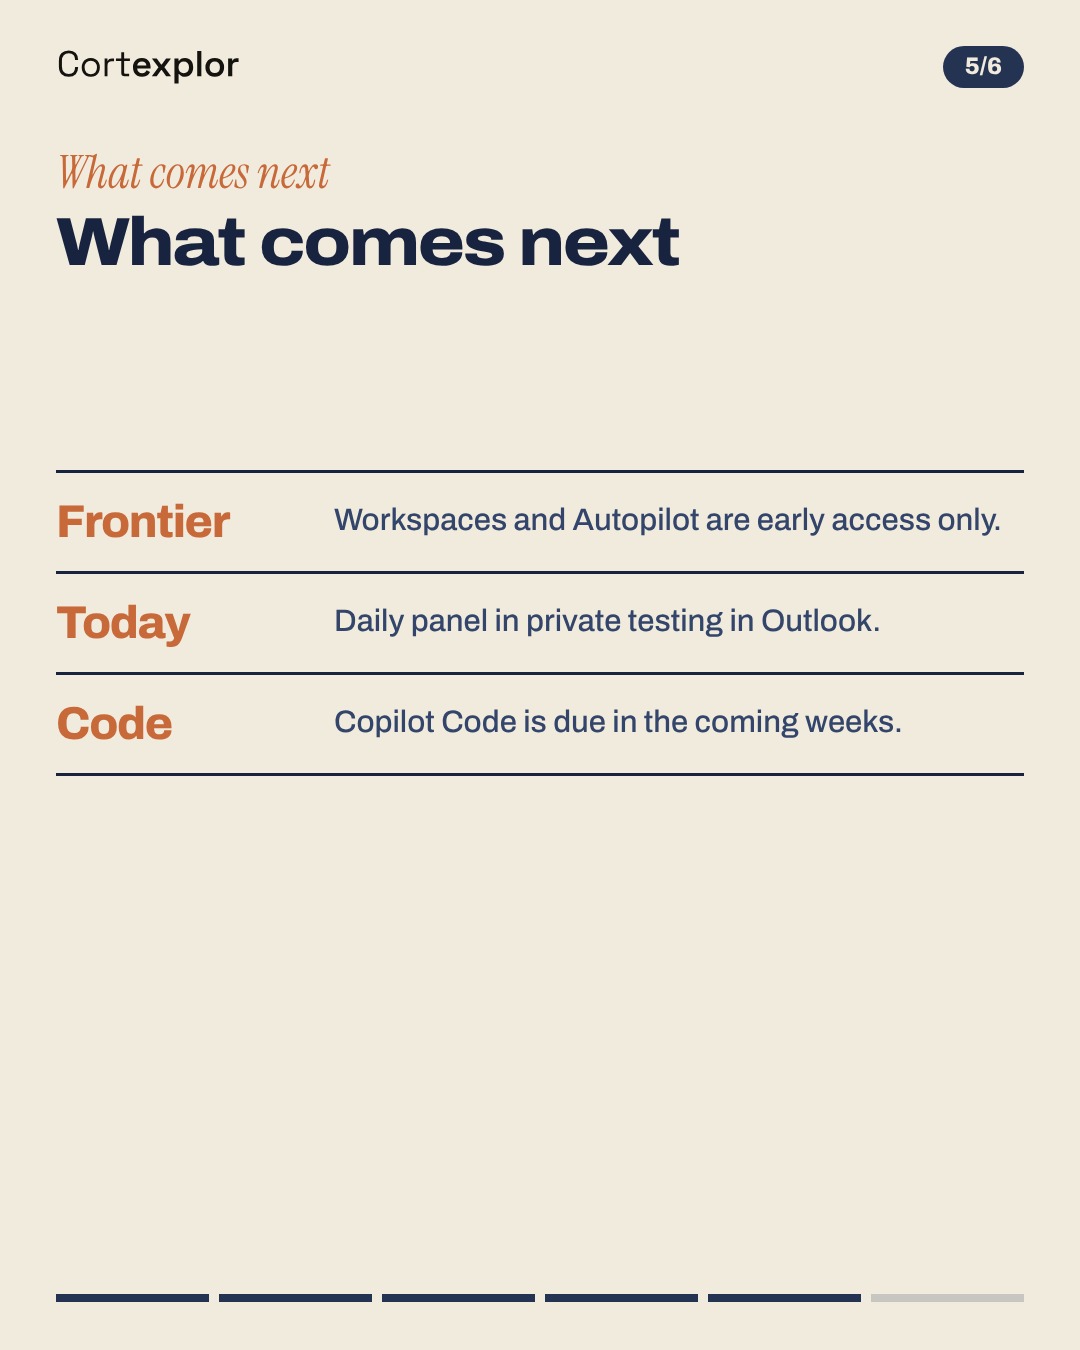 Cortexplor
5/6
What comes next
What comes next
Frontier
Workspaces and Autopilot are early access only.
Today
Daily panel in private testing in Outlook.
Code
Copilot Code is due in the coming weeks.